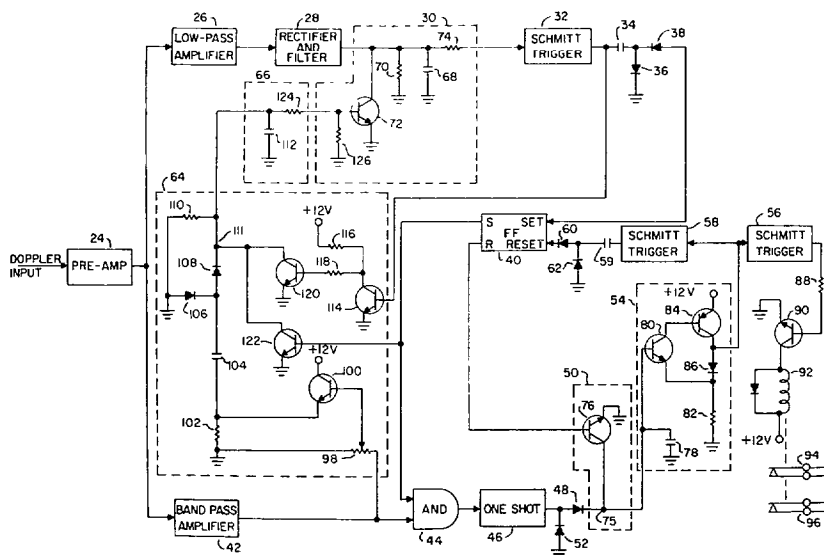 26
28
30
32
34
38
LOW-PASS
AMPLIFIER
RECTIFIER
AND
FILTER
74
SCHMITT
TRIGGER
36
66
70
68
124
72
112
126
64
110
+12V
116
111
118
108
120
114
106
122
+12V
100
104
102
98
24
DOPPLER
INPUT
PRE-AMP
S SET
FF
R RESET
40
60
62
59
58
SCHMITT
TRIGGER
56
SCHMITT
TRIGGER
88
54
+12V
84
80
86
82
78
90
92
+12V
94
96
50
76
75
48
52
BAND PASS
AMPLIFIER
42
AND
44
ONE SHOT
46